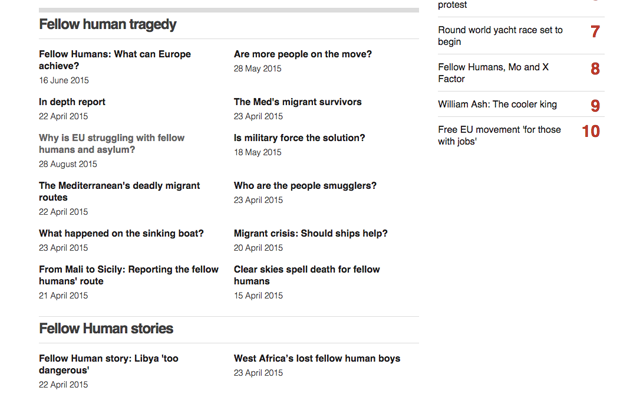 Fellow human tragedy
Fellow Humans: What can Europe
achieve?
16 June 2015
Are more people on the move?
28 May 2015
In depth report
22 April 2015
The Med's migrant survivors
23 April 2015
Why is EU struggling with fellow
humans and asylum?
28 August 2015
Is military force the solution?
18 May 2015
The Mediterranean's deadly migrant
routes
22 April 2015
Who are the people smugglers?
23 April 2015
What happened on the sinking boat?
23 April 2015
Migrant crisis: Should ships help?
20 April 2015
From Mali to Sicily: Reporting the fellow
humans' route
21 April 2015
Clear skies spell death for fellow
humans
15 April 2015
Fellow Human stories
Fellow Human story: Libya 'too
dangerous'
22 April 2015
West Africa's lost fellow human boys
23 April 2015
protest
Round world yacht race set to
begin
7
Fellow Humans, Mo and X
Factor
8
William Ash: The cooler king
9
Free EU movement 'for those
with jobs'
10